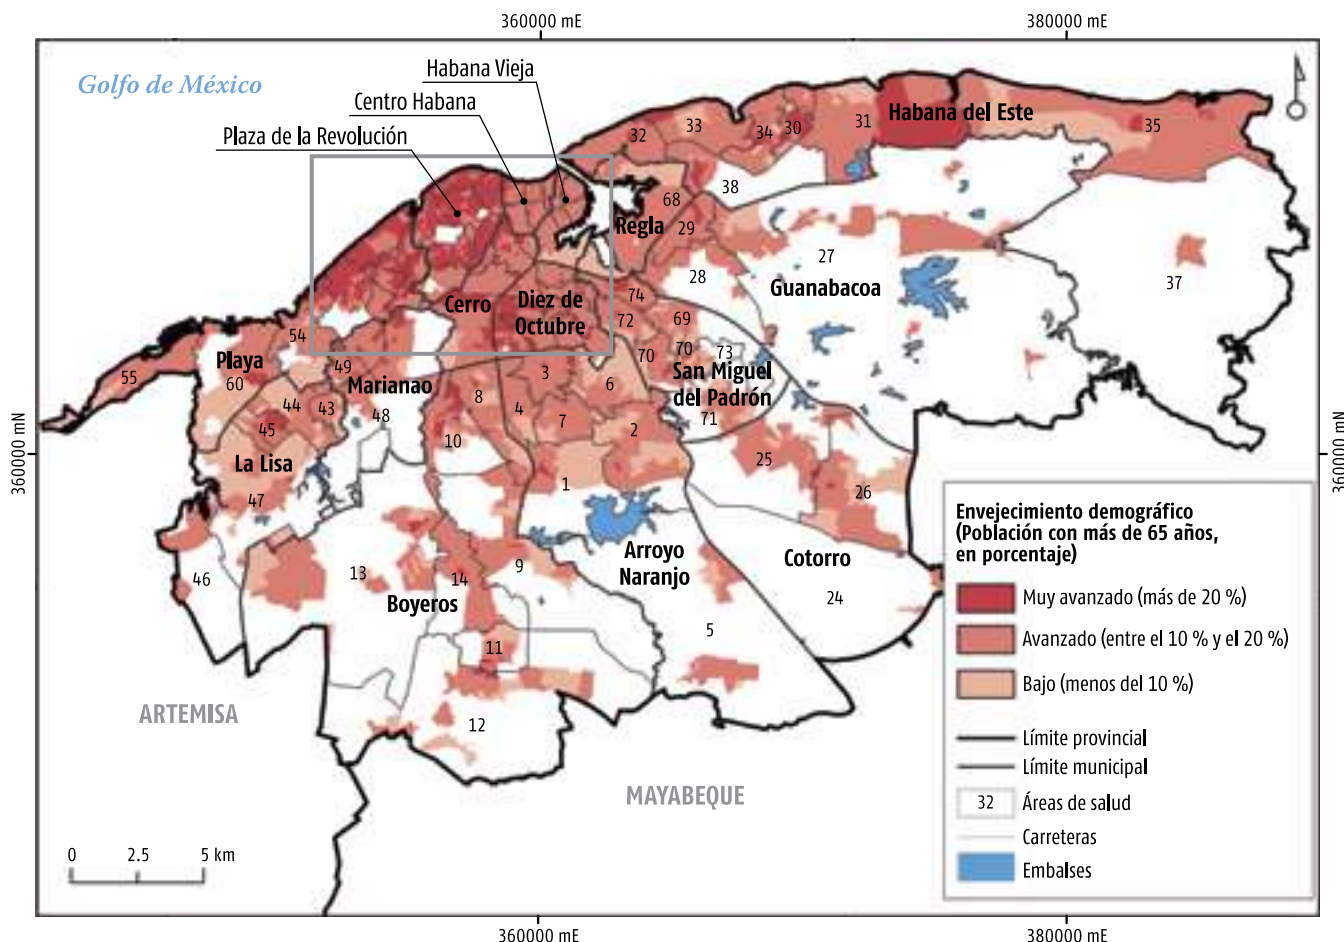 360000 mE
380000 mE
Golfo de México
Habana Vieja
Centro Habana
Plaza de la Revolución
Habana del Este
32
33
34
30
31
35
38
68
Regla
29
27
28
Guanabacoa
37
Cerro
Diez de
Octubre
74
72
69
70
70
73
San Miguel
del Padrón
71
54
Playa
49
Marianao
55
60
44
43
45
48
La Lisa
47
46
3
8
4
6
7
2
10
1
25
26
Arroyo
Naranjo
Cotorro
24
13
14
9
Boyeros
11
5
12
ARTEMISA
MAYABEQUE
360000 mN
360000 mN
Envejecimiento demográfico
(Población con más de 65 años,
en porcentaje)
Muy avanzado (más de 20 %)
Avanzado (entre el 10 % y el 20 %)
Bajo (menos del 10 %)
Límite provincial
Límite municipal
32
Áreas de salud
Carreteras
Embalses
0 2.5 5 km
360000 mE
380000 mE